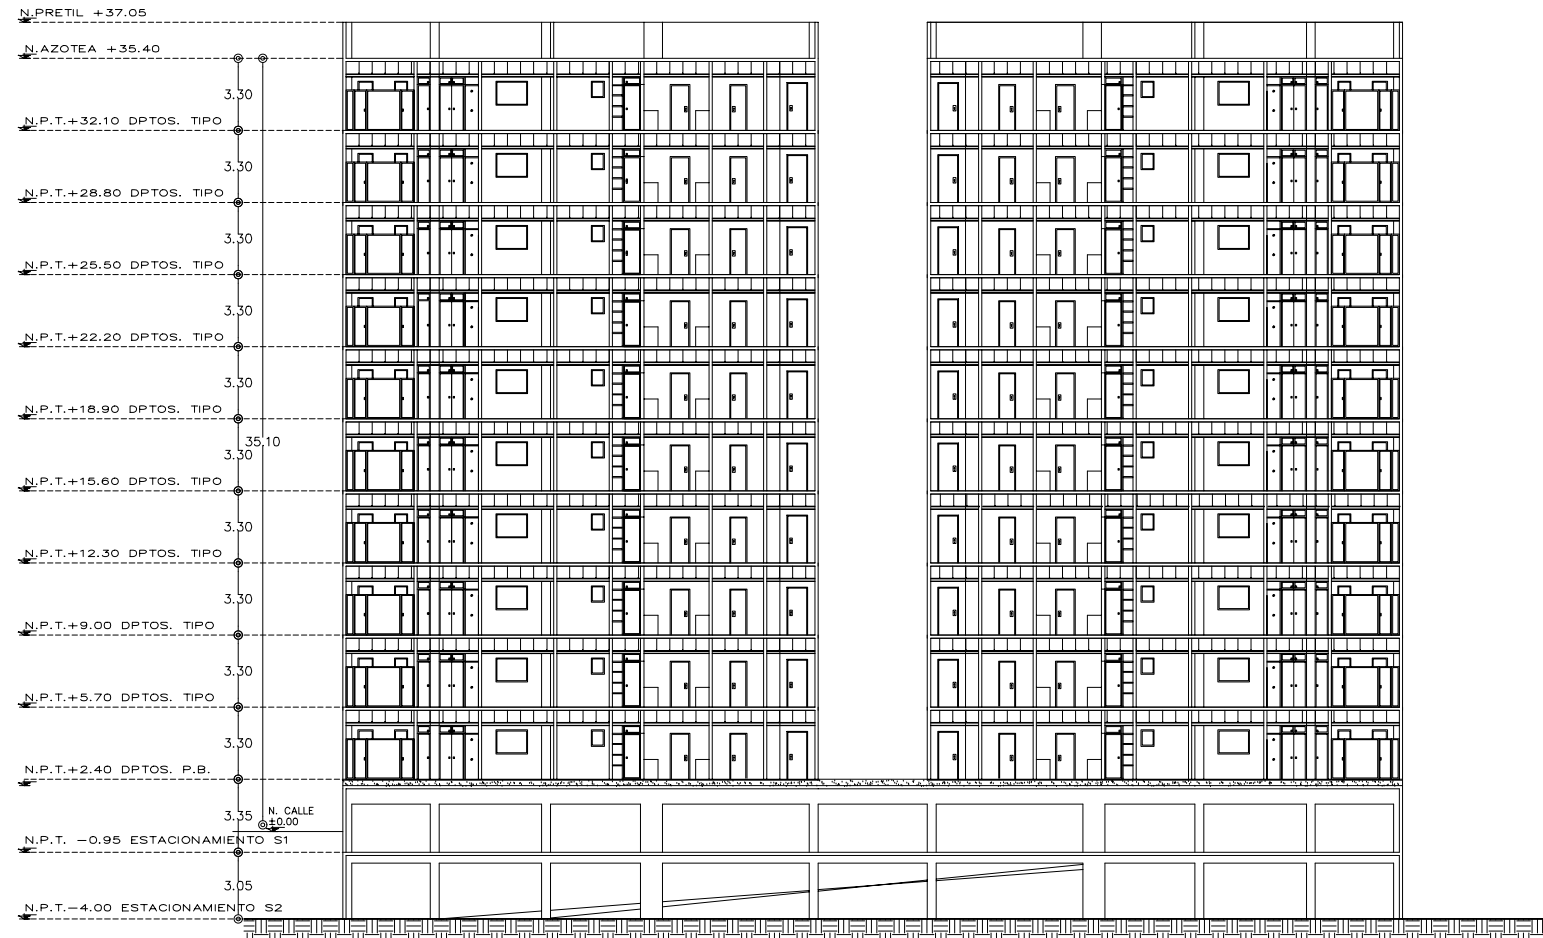 N.PRETIL +37.05
N.AZOTEA +35.40
3.30
N.P.T.+32.10 DPTOS. TIPO
3.30
N.P.T.+28.80 DPTOS. TIPO
3.30
N.P.T.+25.50 DPTOS. TIPO
3.30
N.P.T.+22.20 DPTOS. TIPO
3.30
N.P.T.+18.90 DPTOS. TIPO
35.10
3.30
N.P.T.+15.60 DPTOS. TIPO
3.30
N.P.T.+12.30 DPTOS. TIPO
3.30
N.P.T.+9.00 DPTOS. TIPO
3.30
N.P.T.+5.70 DPTOS. TIPO
3.30
N.P.T.+2.40 DPTOS. P.B.
3.35
N. CALLE
±0.00
N.P.T. −0.95 ESTACIONAMIENTO S1
3.05
N.P.T.−4.00 ESTACIONAMIENTO S2